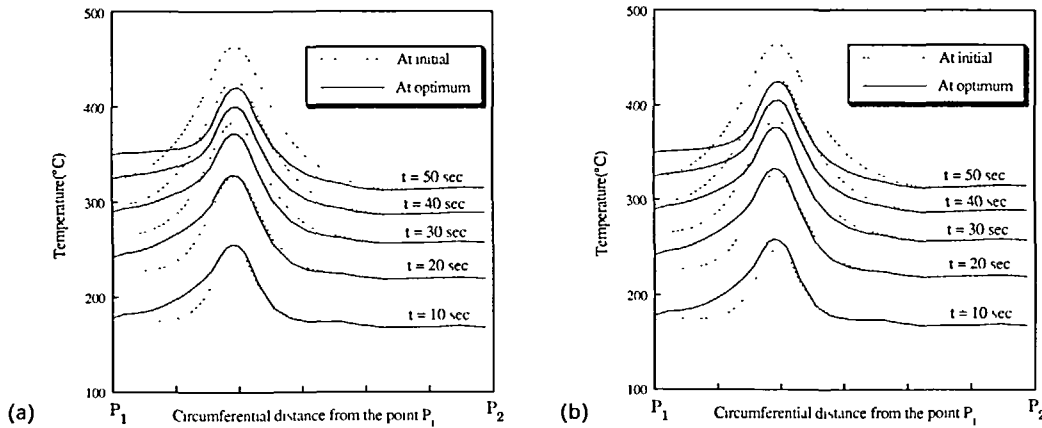 500
400
300
200
100
Temperature(°C)
At initial
At optimum
t = 50 sec
t = 40 sec
t = 30 sec
t = 20 sec
t = 10 sec
(a)
P1
Circumferential distance from the point P1
P2
500
400
300
200
100
Temperature(°C)
At initial
At optimum
t = 50 sec
t = 40 sec
t = 30 sec
t = 20 sec
t = 10 sec
(b)
P1
Circumferential distance from the point P1
P2